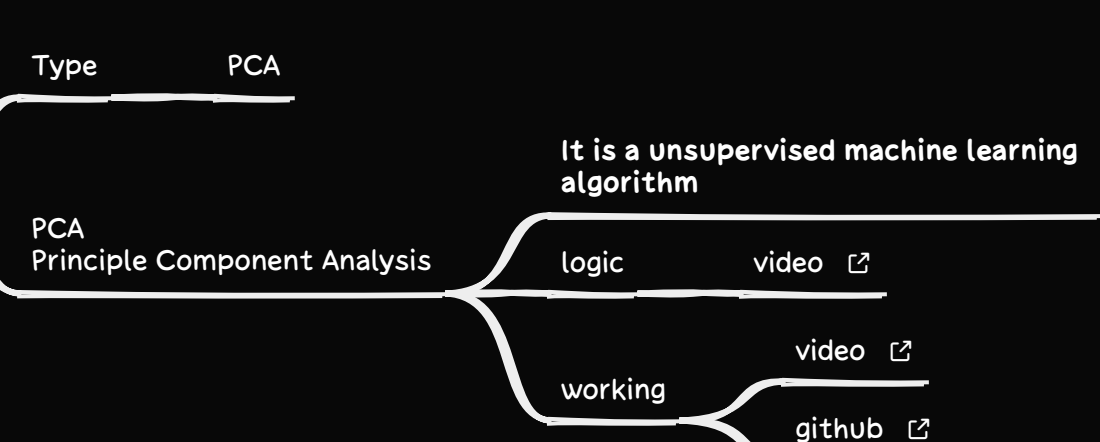 Type
PCA
It is a unsupervised machine learning
algorithm
PCA
Principle Component Analysis
logic
video
video
working
github